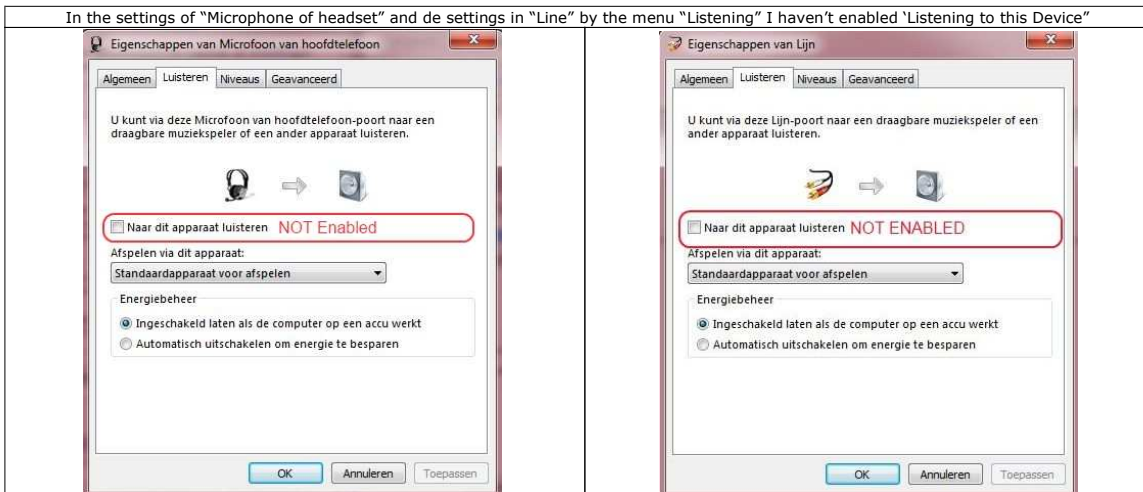 In the settings of “Microphone of headset” and de settings in “Line” by the menu “Listening” I haven’t enabled ‘Listening to this Device”
Eigenschappen van Microfoon van hoofdtelefoon
Algemeen Luisteren Niveaus Geavanceerd
U kunt via deze Microfoon van hoofdtelefoon-poort naar een
draagbare muziekspeler of een ander apparaat luisteren.
Naar dit apparaat luisteren NOT Enabled
Afspelen via dit apparaat:
Standaardapparaat voor afspelen
Energiebeheer
Ingeschakeld laten als de computer op een accu werkt
Automatisch uitschakelen om energie te besparen
OK Annuleren Toepassen
Eigenschappen van Lijn
Algemeen Luisteren Niveaus Geavanceerd
U kunt via deze Lijn-poort naar een draagbare muziekspeler of een
ander apparaat luisteren.
Naar dit apparaat luisteren NOT ENABLED
Afspelen via dit apparaat:
Standaardapparaat voor afspelen
Energiebeheer
Ingeschakeld laten als de computer op een accu werkt
Automatisch uitschakelen om energie te besparen
OK Annuleren Toepassen